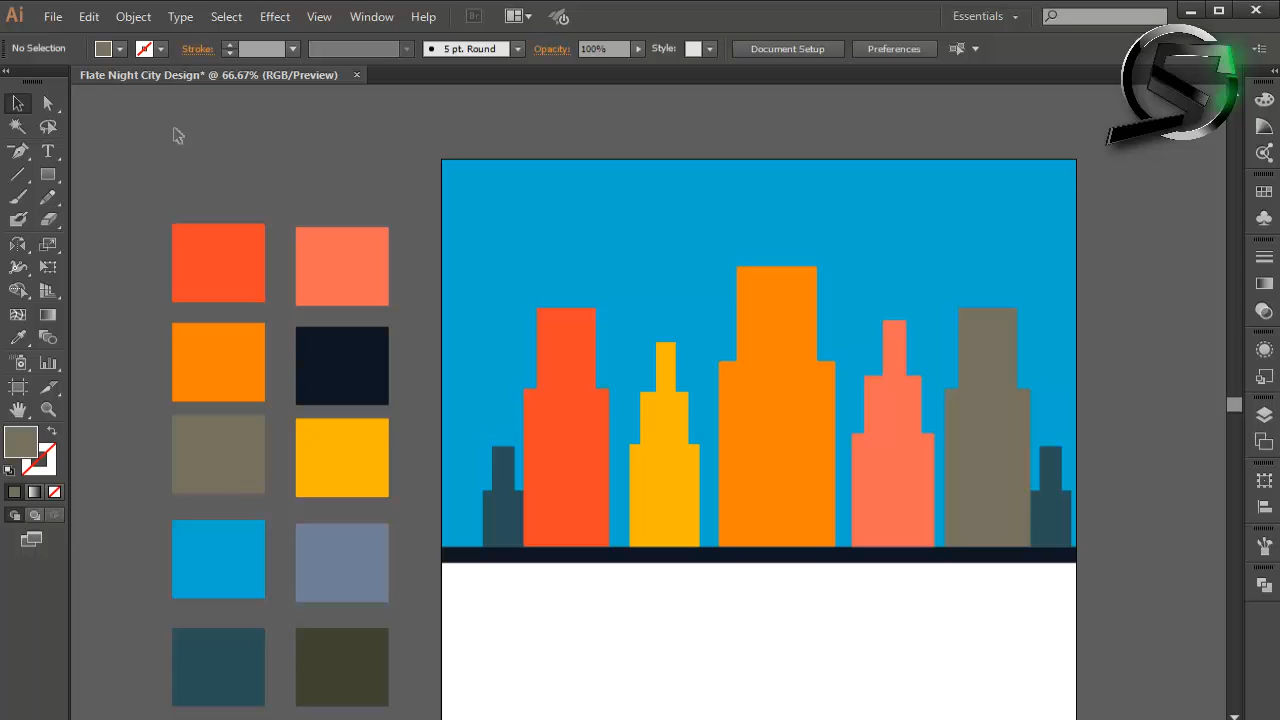 Ai File Edit Object Type Select Effect View Window Help Br Essentials
No Selection Stroke: 5 pt. Round Opacity: 100% Style: Document Setup Preferences
Flate Night City Design* @ 66.67% (RGB/Preview)